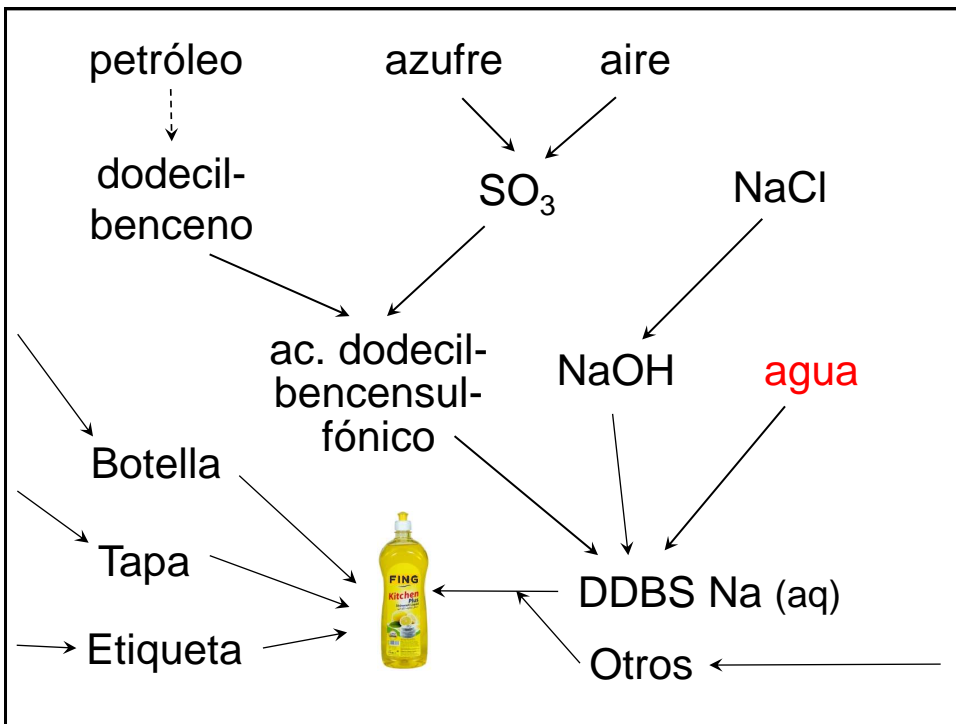 petróleo
azufre
aire
dodecil-
benceno
SO₃
NaCl
ac. dodecil-
bencensul-
fónico
NaOH
agua
Botella
Tapa
Etiqueta
FING
Kitchen
Plus
DDBS Na (aq)
Otros